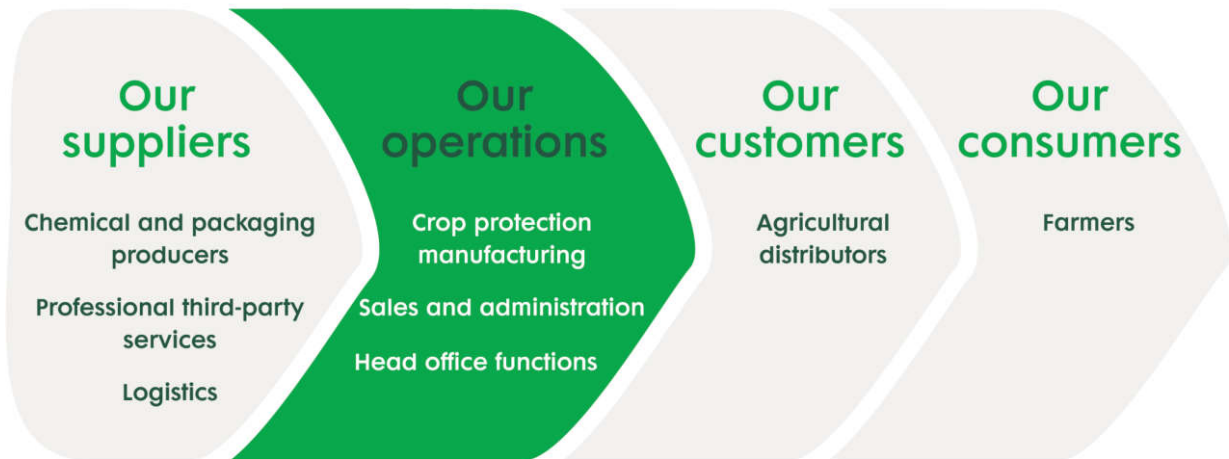 Our
suppliers
Chemical and packaging
producers
Professional third-party
services
Logistics
Our
operations
Crop protection
manufacturing
Sales and administration
Head office functions
Our
customers
Agricultural
distributors
Our
consumers
Farmers